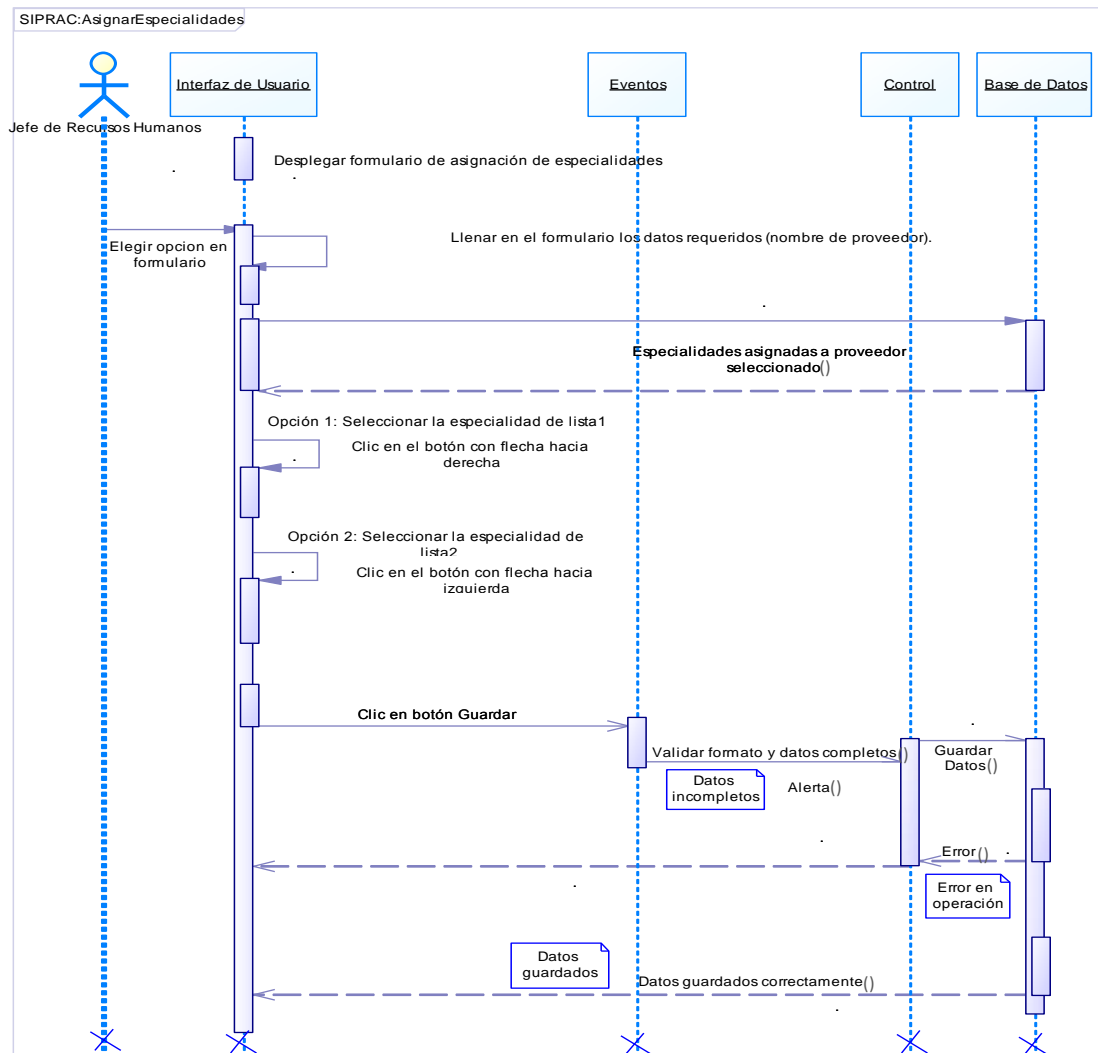 SIPRAC:AsignarEspecialidades
Interfaz de Usuario
Eventos
Control
Base de Datos
Jefe de Recursos Humanos
Desplegar formulario de asignación de especialidades
Elegir opcion en
formulario
Llenar en el formulario los datos requeridos (nombre de proveedor).
Especialidades asignadas a proveedor
seleccionado()
Opción 1: Seleccionar la especialidad de lista1
Clic en el botón con flecha hacia
derecha
Opción 2: Seleccionar la especialidad de
lista2
Clic en el botón con flecha hacia
izquierda
Clic en botón Guardar
Validar formato y datos completos()
Guardar
Datos()
Datos
incompletos
Alerta()
Error()
Error en
operación
Datos
guardados
Datos guardados correctamente()